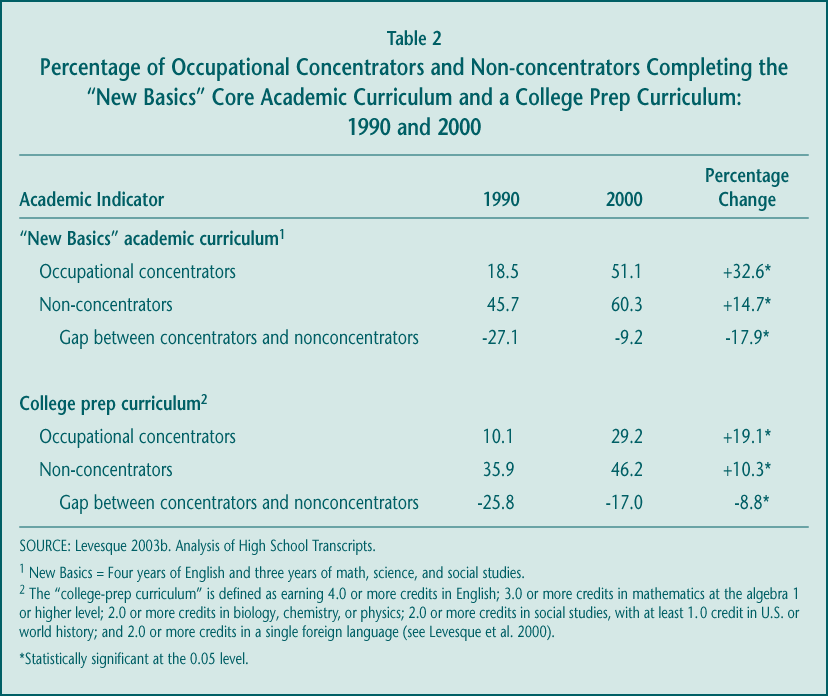 Table 2
Percentage of Occupational Concentrators and Non-concentrators Completing the
“New Basics” Core Academic Curriculum and a College Prep Curriculum:
1990 and 2000
Percentage
Academic Indicator 1990 2000 Change
“New Basics” academic curriculum1
Occupational concentrators 18.5 51.1 +32.6*
Non-concentrators 45.7 60.3 +14.7*
Gap between concentrators and nonconcentrators -27.1 -9.2 -17.9*
College prep curriculum2
Occupational concentrators 10.1 29.2 +19.1*
Non-concentrators 35.9 46.2 +10.3*
Gap between concentrators and nonconcentrators -25.8 -17.0 -8.8*
SOURCE: Levesque 2003b. Analysis of High School Transcripts.
1 New Basics = Four years of English and three years of math, science, and social studies.
2 The “college-prep curriculum” is defined as earning 4.0 or more credits in English; 3.0 or more credits in mathematics at the algebra 1
or higher level; 2.0 or more credits in biology, chemistry, or physics; 2.0 or more credits in social studies, with at least 1.0 credit in U.S. or
world history; and 2.0 or more credits in a single foreign language (see Levesque et al. 2000).
*Statistically significant at the 0.05 level.